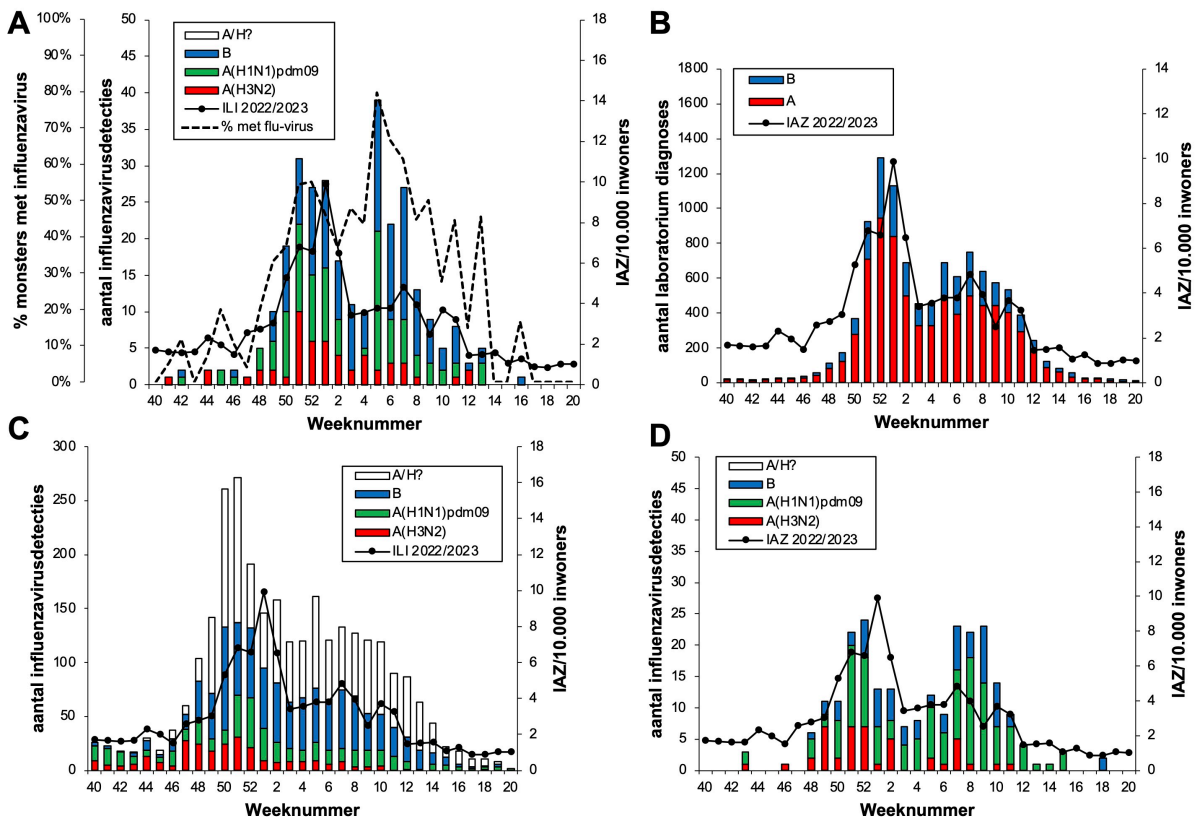 A
% monsters met influenzavirus
100%
90%
80%
70%
60%
50%
40%
30%
20%
10%
0%
aantal influenzavirusdetecties
50
45
40
35
30
25
20
15
10
5
0
A/H?
B
A(H1N1)pdm09
A(H3N2)
ILI 2022/2023
% met flu-virus
18
16
14
12
10
8
6
4
2
0
IAZ/10.000 inwoners
40 42 44 46 48 50 52 2 4 6 8 10 12 14 16 18 20
Weeknummer
B
aantal laboratorium diagnoses
1800
1600
1400
1200
1000
800
600
400
200
0
B
A
IAZ 2022/2023
14
12
10
8
6
4
2
0
IAZ/10.000 inwoners
40 42 44 46 48 50 52 2 4 6 8 10 12 14 16 18 20
Weeknummer
C
aantal influenzavirusdetecties
300
250
200
150
100
50
0
A/H?
B
A(H1N1)pdm09
A(H3N2)
ILI 2022/2023
18
16
14
12
10
8
6
4
2
0
IAZ/10.000 inwoners
40 42 44 46 48 50 52 2 4 6 8 10 12 14 16 18 20
Weeknummer
D
aantal influenzavirusdetecties
50
45
40
35
30
25
20
15
10
5
0
A/H?
B
A(H1N1)pdm09
A(H3N2)
IAZ 2022/2023
18
16
14
12
10
8
6
4
2
0
IAZ/10.000 inwoners
40 42 44 46 48 50 52 2 4 6 8 10 12 14 16 18 20
Weeknummer